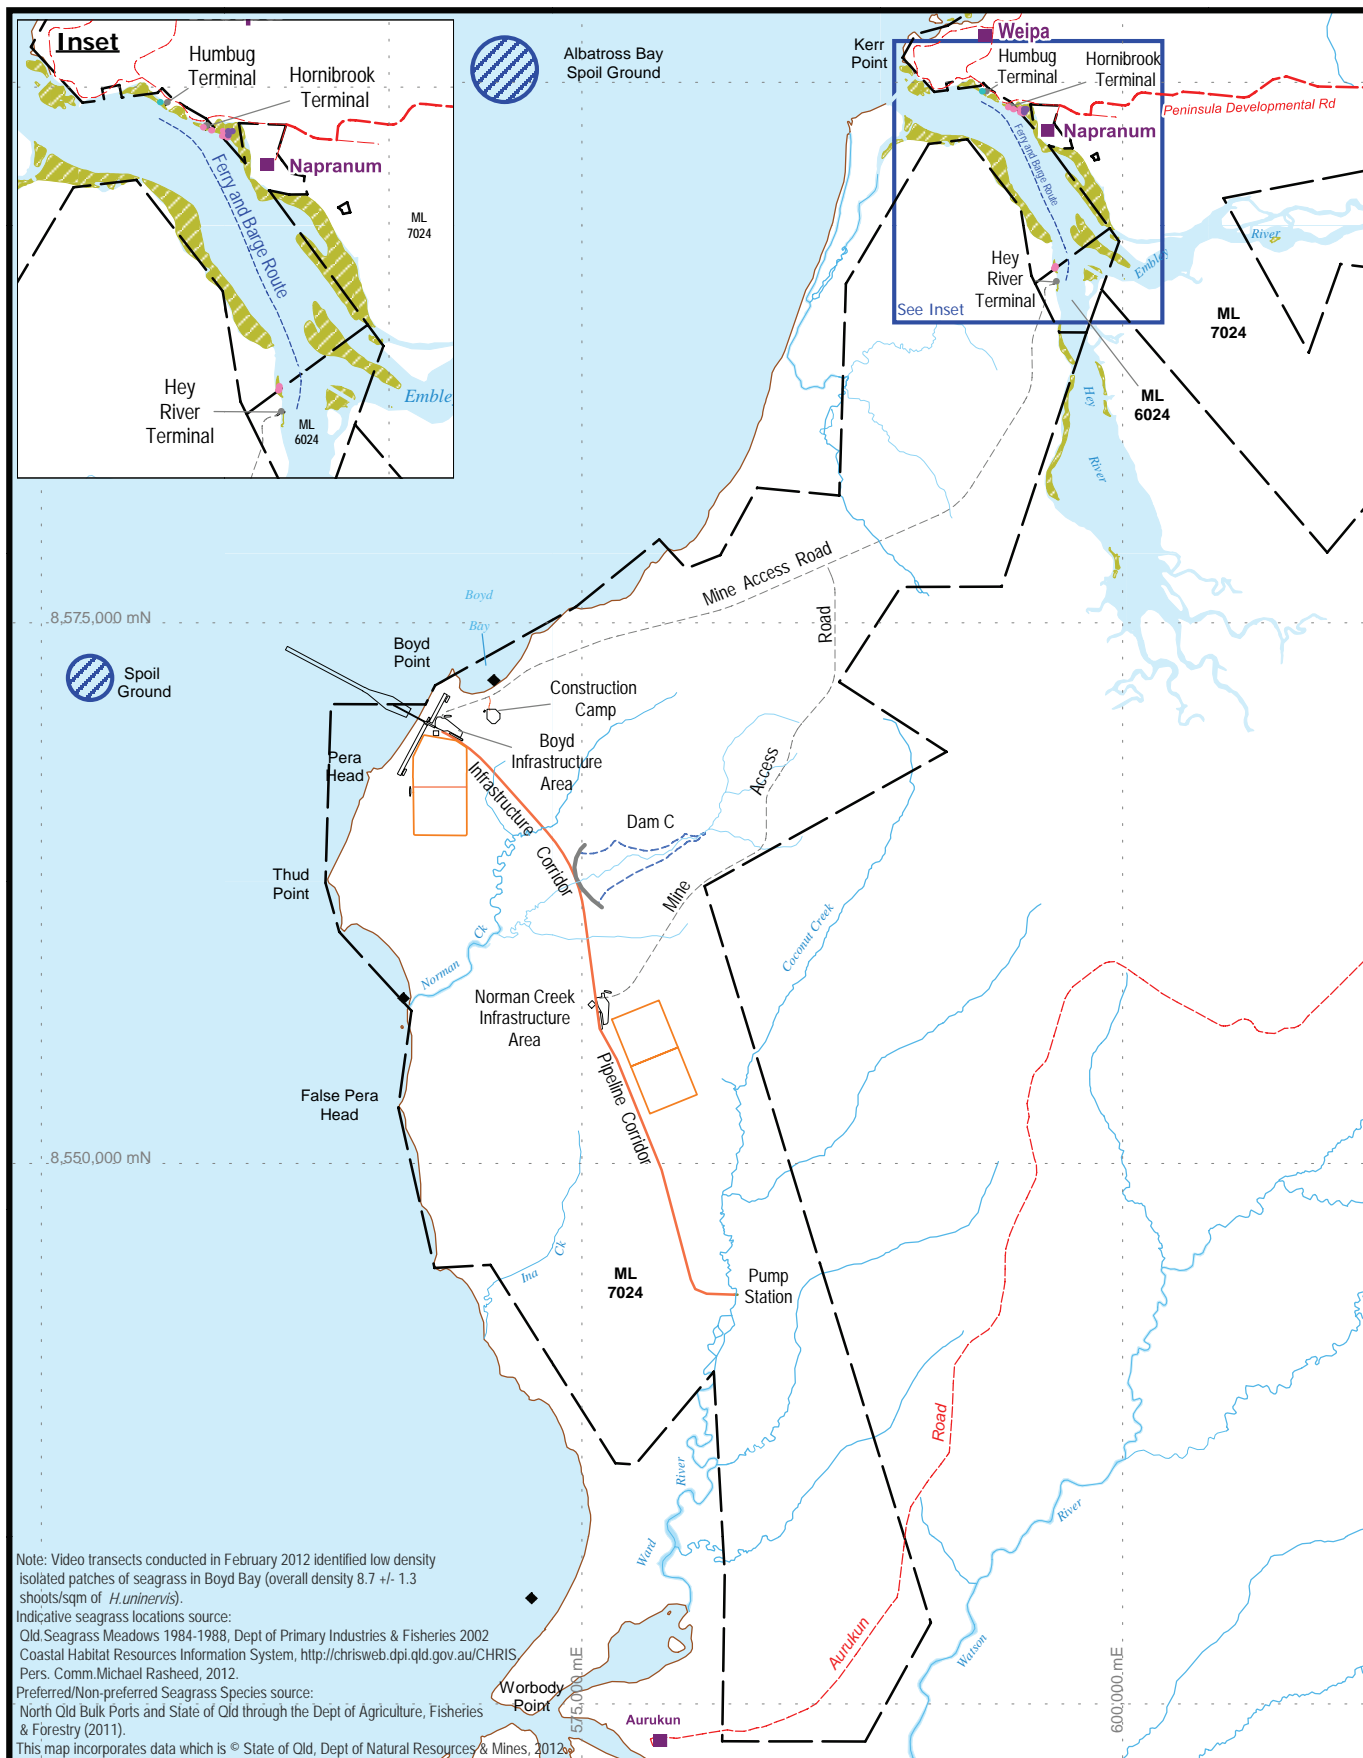 Inset
Humbug
Terminal
Hornibrook
Terminal
Napranum
Ferry and Barge Route
ML
7024
Hey
River
Terminal
ML
6024
Emble
Albatross Bay
Spoil Ground
Kerr
Point
Weipa
Humbug
Terminal
Hornibrook
Terminal
Peninsula Developmental Rd
Napranum
Ferry and Barge Route
River
Embley
Hey
River
Terminal
See Inset
ML
7024
ML
6024
Hey
River
Mine Access Road
Boyd
Bay
8,575,000 mN
Boyd
Point
Road
Spoil
Ground
Construction
Camp
Boyd
Infrastructure
Area
Pera
Head
Infrastructure
Corridor
Access
Dam C
Mine
Thud
Point
Norman
Ck
Coconut Creek
Norman Creek
Infrastructure
Area
Pipeline Corridor
False Pera
Head
8,550,000 mN
Ina
Ck
ML
7024
Pump
Station
Road
River
Ward
River
Aurukun
Watson
Note: Video transects conducted in February 2012 identified low density
isolated patches of seagrass in Boyd Bay (overall density 8.7 +/- 1.3
shoots/sqm of H.uninervis).
Indicative seagrass locations source:
Qld.Seagrass Meadows 1984-1988, Dept of Primary Industries & Fisheries 2002
Coastal Habitat Resources Information System, http://chrisweb.dpi.qld.gov.au/CHRIS.
Pers. Comm.Michael Rasheed, 2012.
Preferred/Non-preferred Seagrass Species source:
North Qld Bulk Ports and State of Qld through the Dept of Agriculture, Fisheries
& Forestry (2011).
This map incorporates data which is © State of Qld, Dept of Natural Resources & Mines, 2012.
Worbody
Point
575,000.mE
Aurukun
600,000.mE